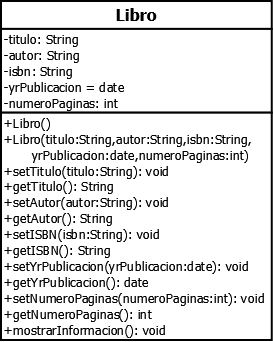 Libro
-titulo: String
-autor: String
-isbn: String
-yrPublicacion = date
-numeroPaginas: int
+Libro()
+Libro(titulo:String,autor:String,isbn:String,
yrPublicacion:date,numeroPaginas:int)
+setTitulo(titulo:String): void
+getTitulo(): String
+setAutor(autor:String): void
+getAutor(): String
+setISBN(isbn:String): void
+getISBN(): String
+setYrPublicacion(yrPublicacion:date): void
+getYrPublicacion(): date
+setNumeroPaginas(numeroPaginas:int): void
+getNumeroPaginas(): int
+mostrarInformacion(): void